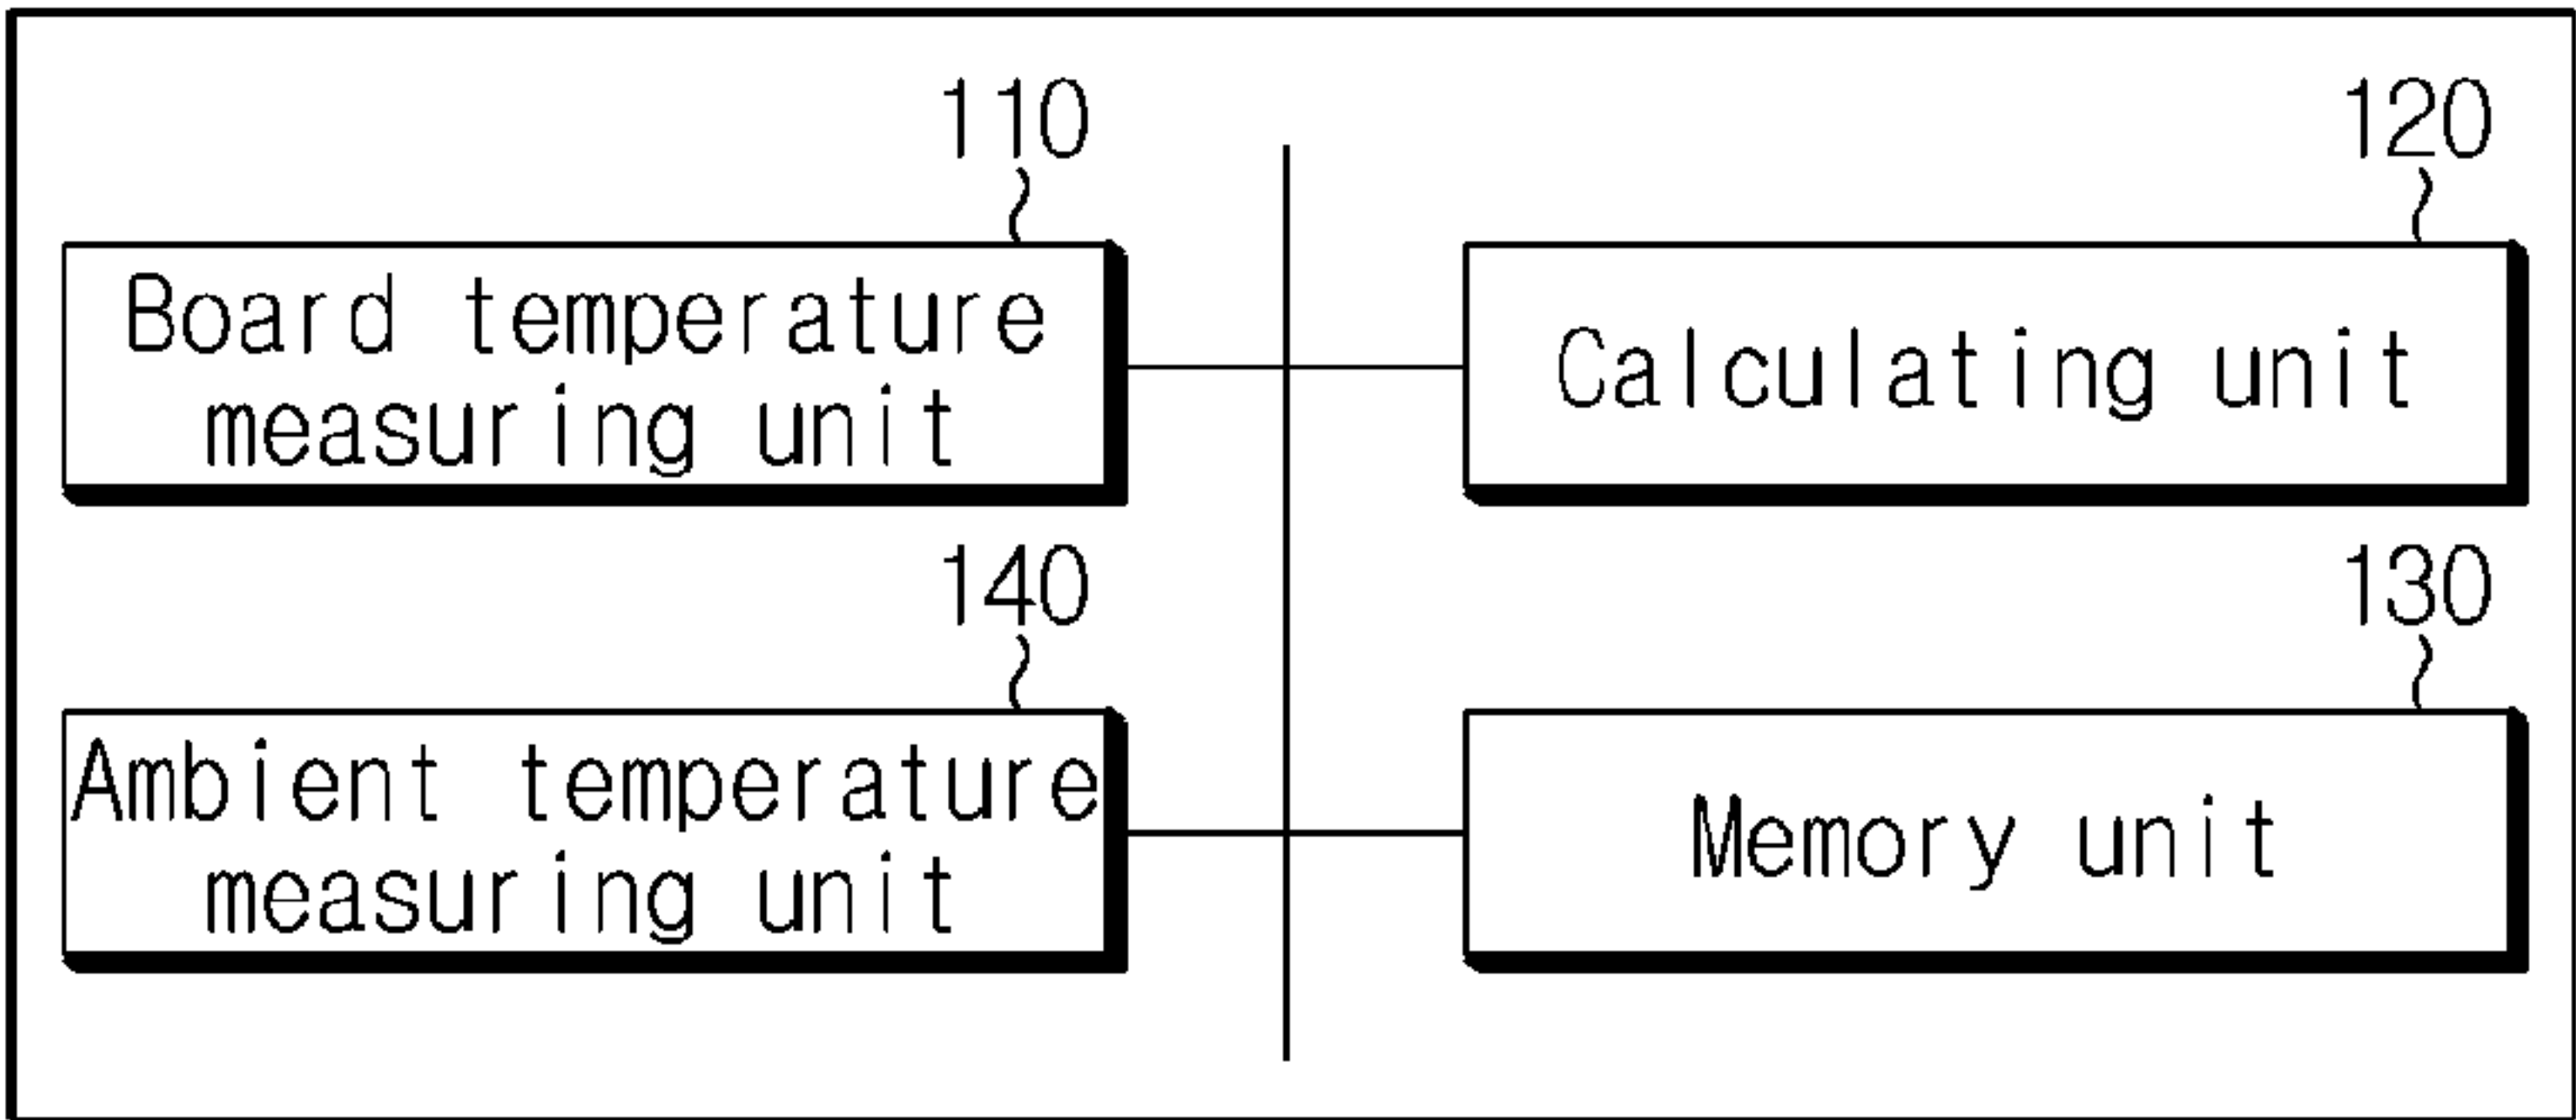 110
Board temperature
measuring unit
120
Calculating unit
140
Ambient temperature
measuring unit
130
Memory unit